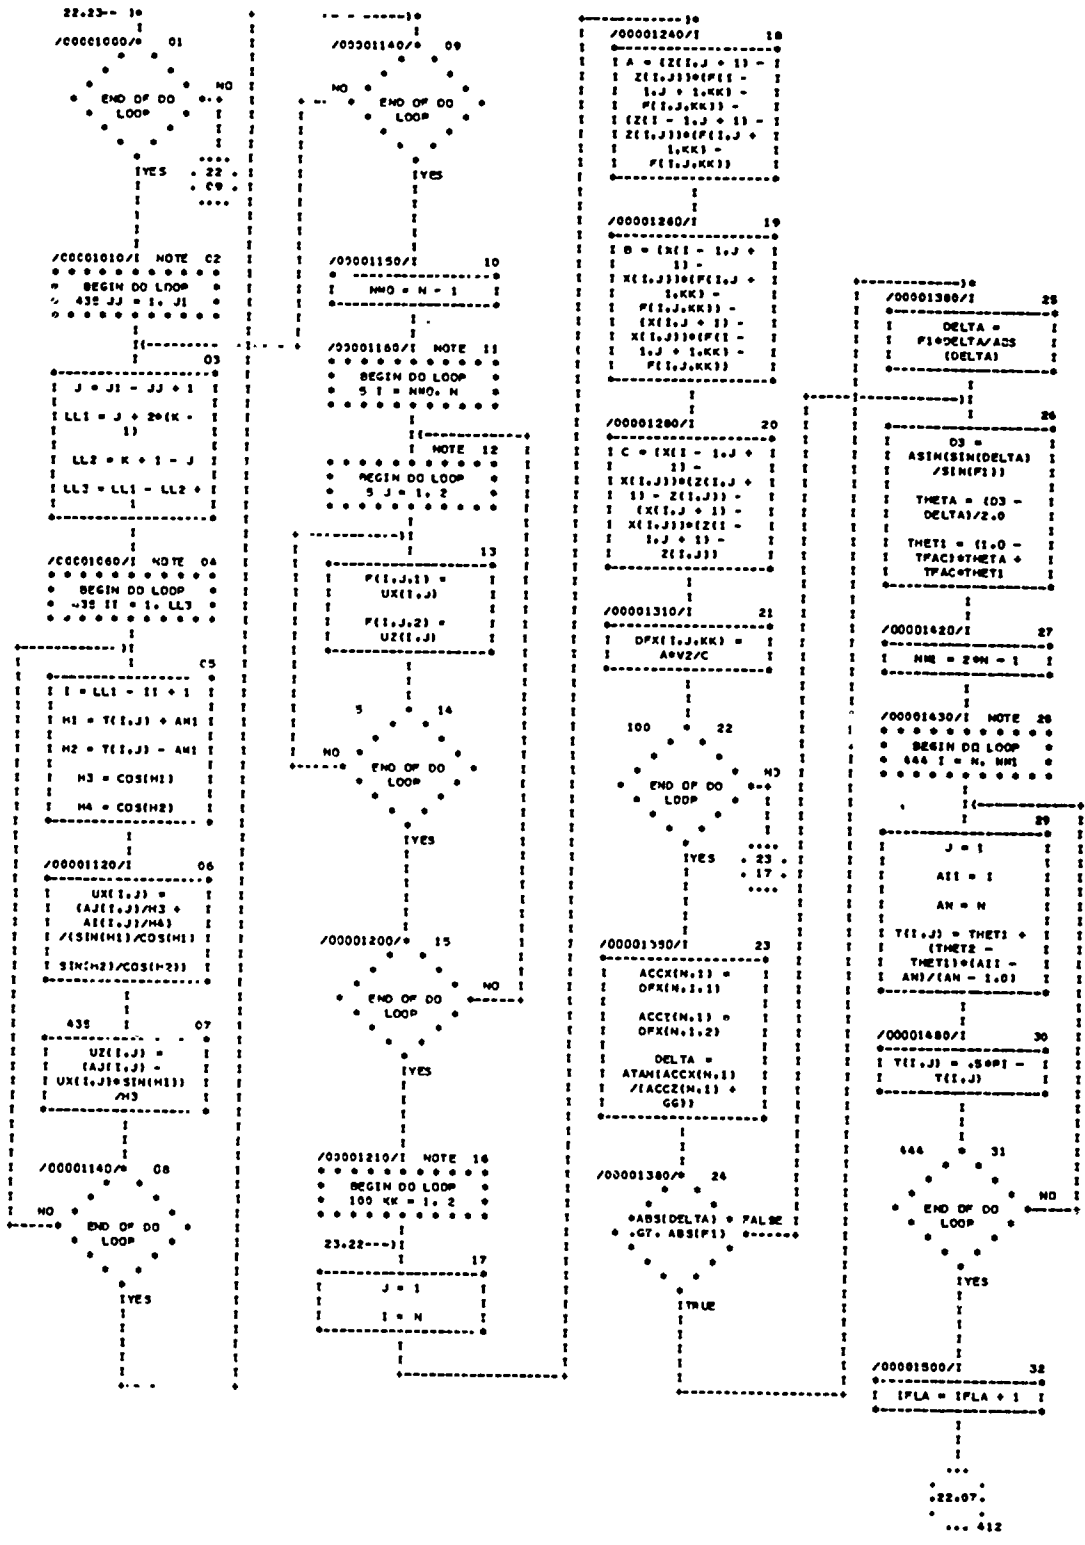 22.23-- )*
/00001000/* 01
END OF DO
LOOP
NO
YES
22
09
/00001010/I NOTE 02
BEGIN DO LOOP
435 JJ = 1, J1
03
J = J1 - JJ + 1
LL1 = J + 2*(K -
1)
LL2 = K + 1 - J
LL3 = LL1 - LL2 +
1
/00001060/I NOTE 04
BEGIN DO LOOP
435 II = 1, LL3
05
I = LL1 - II + 1
H1 = T(I,J) + AM1
H2 = T(I,J) - AM1
H3 = COS(H1)
H4 = COS(H2)
/00001120/I 06
UX(I,J) =
(AJ(I,J)/H3 +
AI(I,J)/H4)
/(SIN(H1)/COS(H1)
SIN(H2)/COS(H2))
435 07
UZ(I,J) =
(AJ(I,J) -
UX(I,J)*SIN(H1))
/H3
/00001140/* 08
NO
END OF DO
LOOP
YES
/00001140/* 09
NO
END OF DO
LOOP
YES
/00001150/I 10
NMO = N - 1
/00001160/I NOTE 11
BEGIN DO LOOP
5 I = NMO, N
NOTE 12
BEGIN DO LOOP
5 J = 1, 2
13
F(I,J,1) =
UX(I,J)
F(I,J,2) =
UZ(I,J)
5 14
NO
END OF DO
LOOP
YES
/00001200/* 15
END OF DO
LOOP
NO
YES
/00001210/I NOTE 16
BEGIN DO LOOP
100 KK = 1, 2
23.22---)I
17
J = 1
I = N
/00001240/I 18
A = (Z(I,J + 1) -
Z(I,J))*(F(I -
1,J + 1,KK) -
F(I,J,KK)) -
(Z(I - 1,J + 1) -
Z(I,J))*(F(I,J +
1,KK) -
F(I,J,KK))
/00001260/I 19
B = (X(I - 1,J +
1) -
X(I,J))*(F(I,J +
1,KK) -
F(I,J,KK)) -
(X(I,J + 1) -
X(I,J))*(F(I -
1,J + 1,KK) -
F(I,J,KK))
/00001280/I 20
C = (X(I - 1,J +
1) -
X(I,J))*(Z(I,J +
1) - Z(I,J)) -
(X(I,J + 1) -
X(I,J))*(Z(I -
1,J + 1) -
Z(I,J))
/00001310/I 21
DFX(I,J,KK) =
A*V2/C
100 22
END OF DO
LOOP
NO
YES
23
17
/00001350/I 23
ACCX(N,1) =
DFX(N,1,1)
ACCZ(N,1) =
DFX(N,1,2)
DELTA =
ATAN(ACCX(N,1)
/(ACCZ(N,1) +
GG))
/00001380/* 24
ABS(DELTA)
.GT. ABS(F1)
FALSE
TRUE
/00001380/I 25
DELTA =
F1*DELTA/ABS
(DELTA)
26
D3 =
ASIN(SIN(DELTA)
/SIN(F1))
THETA = (D3 -
DELTA)/2.0
THET1 = (1.0 -
TFAC)*THETA +
TFAC*THET1
/00001420/I 27
NM1 = 2*N - 1
/00001430/I NOTE 28
BEGIN DO LOOP
444 I = N, NM1
29
J = 1
AII = I
AN = N
T(I,J) = THET1 +
(THET2 -
THET1)*(AII -
AN)/(AN - 1.0)
/00001480/I 30
T(I,J) = .5*PI -
T(I,J)
444 31
END OF DO
LOOP
NO
YES
/00001500/I 32
IFLA = IFLA + 1
.22.07.
412